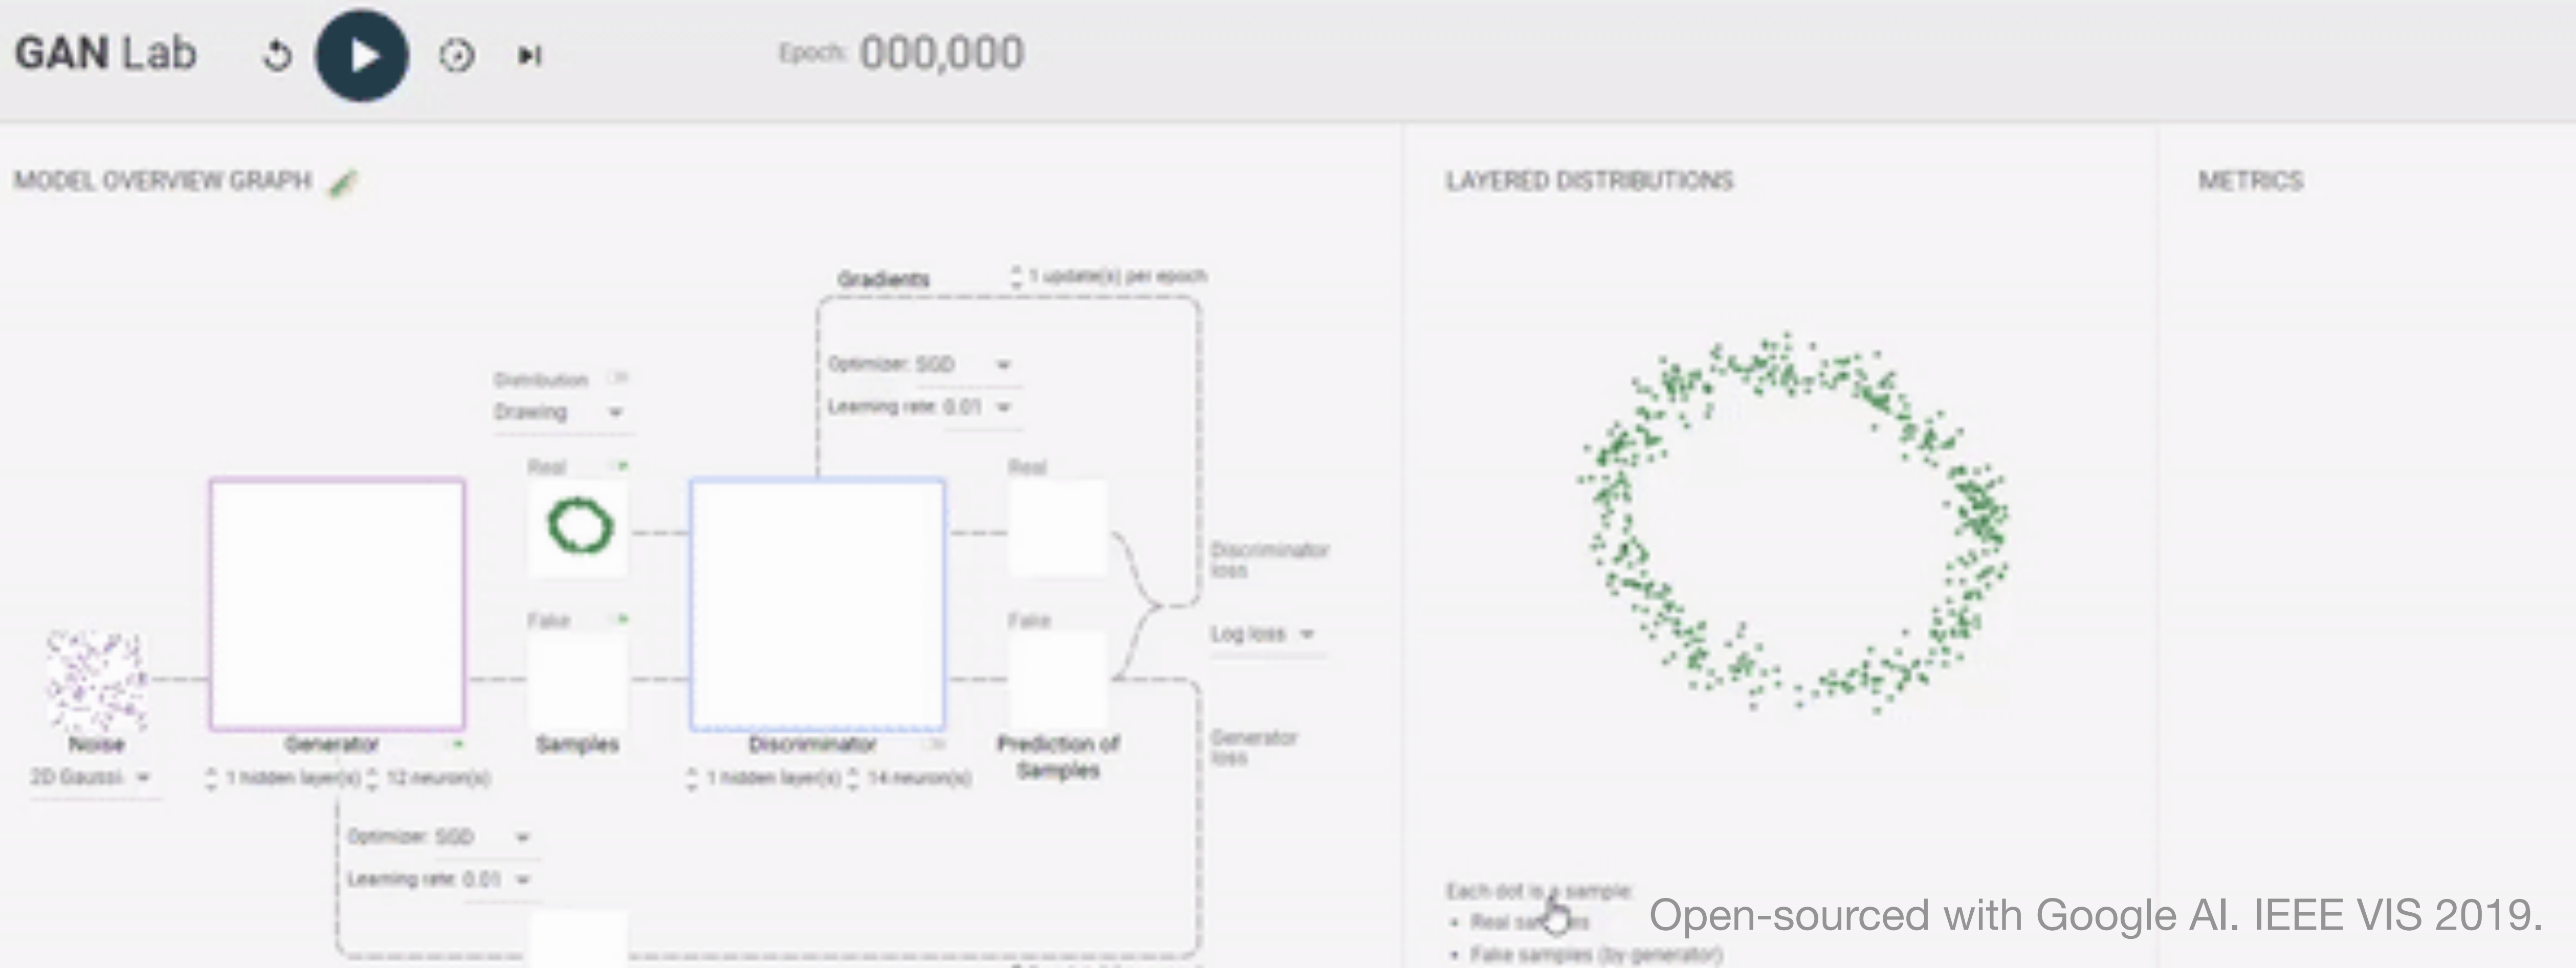 GAN Lab
Epoch: 000,000
MODEL OVERVIEW GRAPH
LAYERED DISTRIBUTIONS
METRICS
Gradients
1 update(s) per epoch
Distribution
Drawing
Optimizer: SGD
Learning rate: 0.01
Real
Real
Discriminator
loss
Fake
Fake
Log loss
Noise
Generator
Samples
Discriminator
Prediction of
Samples
Generator
loss
2D Gaussi
1 hidden layer(s)
12 neuron(s)
1 hidden layer(s)
14 neuron(s)
Optimizer: SGD
Learning rate: 0.01
Each dot is a sample:
• Real samples
• Fake samples (by generator)
Open-sourced with Google AI. IEEE VIS 2019.